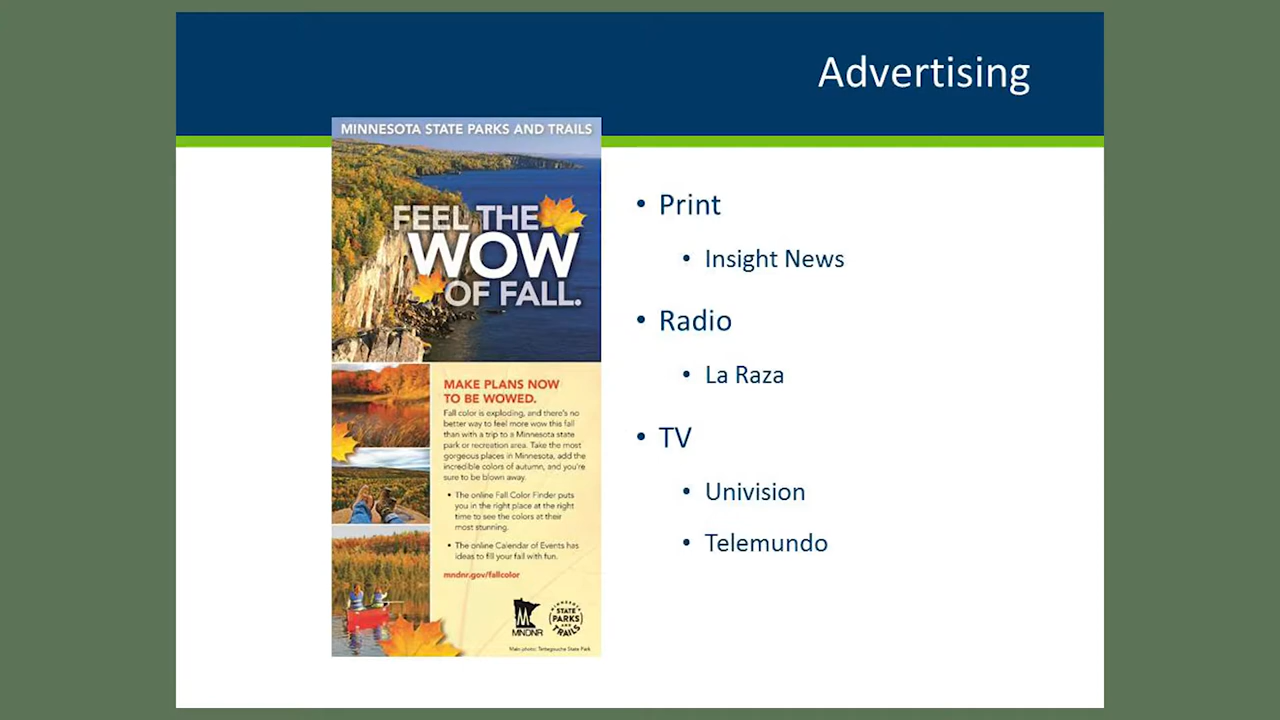 Advertising
MINNESOTA STATE PARKS AND TRAILS
FEEL THE
WOW
OF FALL.
MAKE PLANS NOW
TO BE WOWED.
Fall color is exploding, and there's no
better way to feel more wow this fall
than with a trip to a Minnesota state
park or recreation area. Take the most
gorgeous places in Minnesota, add the
incredible colors of autumn, and you're
sure to be blown away.
• The online Fall Color Finder puts
you in the right place at the right
time to see the colors at their
most stunning.
• The online Calendar of Events has
ideas to fill your fall with fun.
mndnr.gov/fallcolor
MNDNR
MINNESOTA
STATE
PARKS
AND
TRAILS
Main photo: Tettegouche State Park
• Print
• Insight News
• Radio
• La Raza
• TV
• Univision
• Telemundo